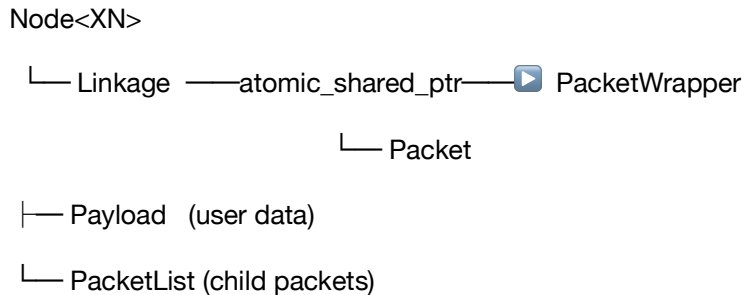 Node<XN>
└── Linkage ───atomic_shared_ptr───▶️ PacketWrapper
└── Packet
├── Payload (user data)
└── PacketList (child packets)